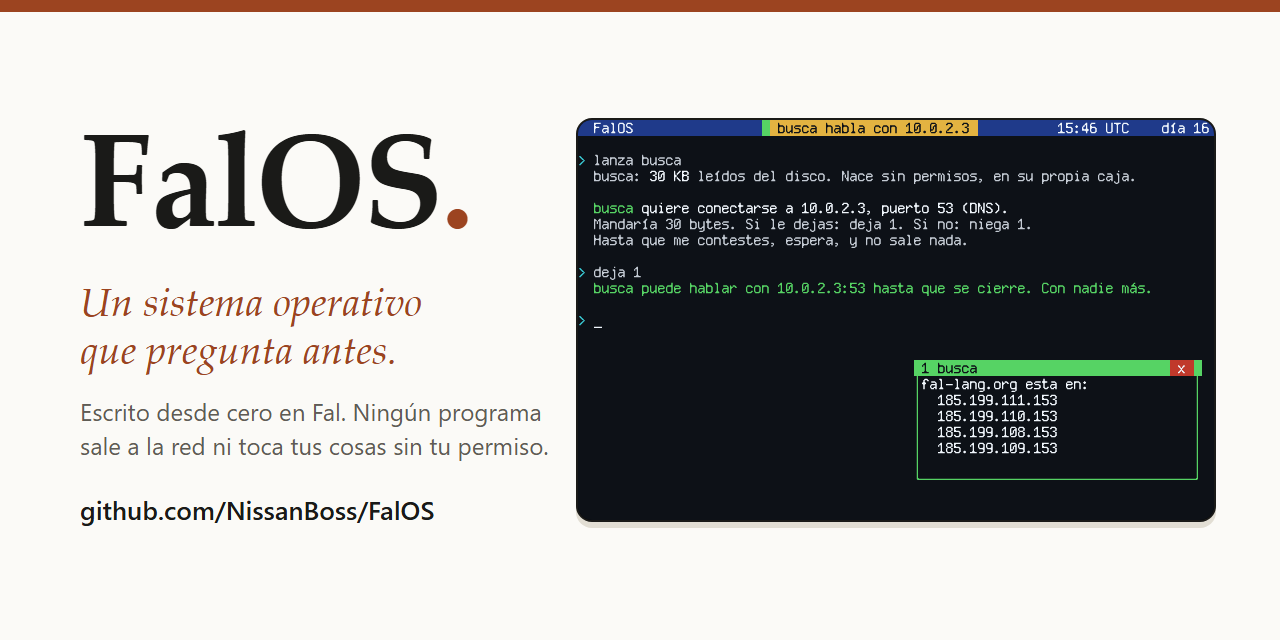 FalOS.
Un sistema operativo
que pregunta antes.
Escrito desde cero en Fal. Ningún programa
sale a la red ni toca tus cosas sin tu permiso.
github.com/NissanBoss/FalOS
FalOS busca habla con 10.0.2.3 15:46 UTC día 16
> lanza busca
busca: 30 KB leídos del disco. Nace sin permisos, en su propia caja.
busca quiere conectarse a 10.0.2.3, puerto 53 (DNS).
Mandaría 30 bytes. Si le dejas: deja 1. Si no: niega 1.
Hasta que me contestes, espera, y no sale nada.
> deja 1
busca puede hablar con 10.0.2.3:53 hasta que se cierre. Con nadie más.
> _
1 busca x
fal-lang.org esta en:
185.199.111.153
185.199.110.153
185.199.108.153
185.199.109.153